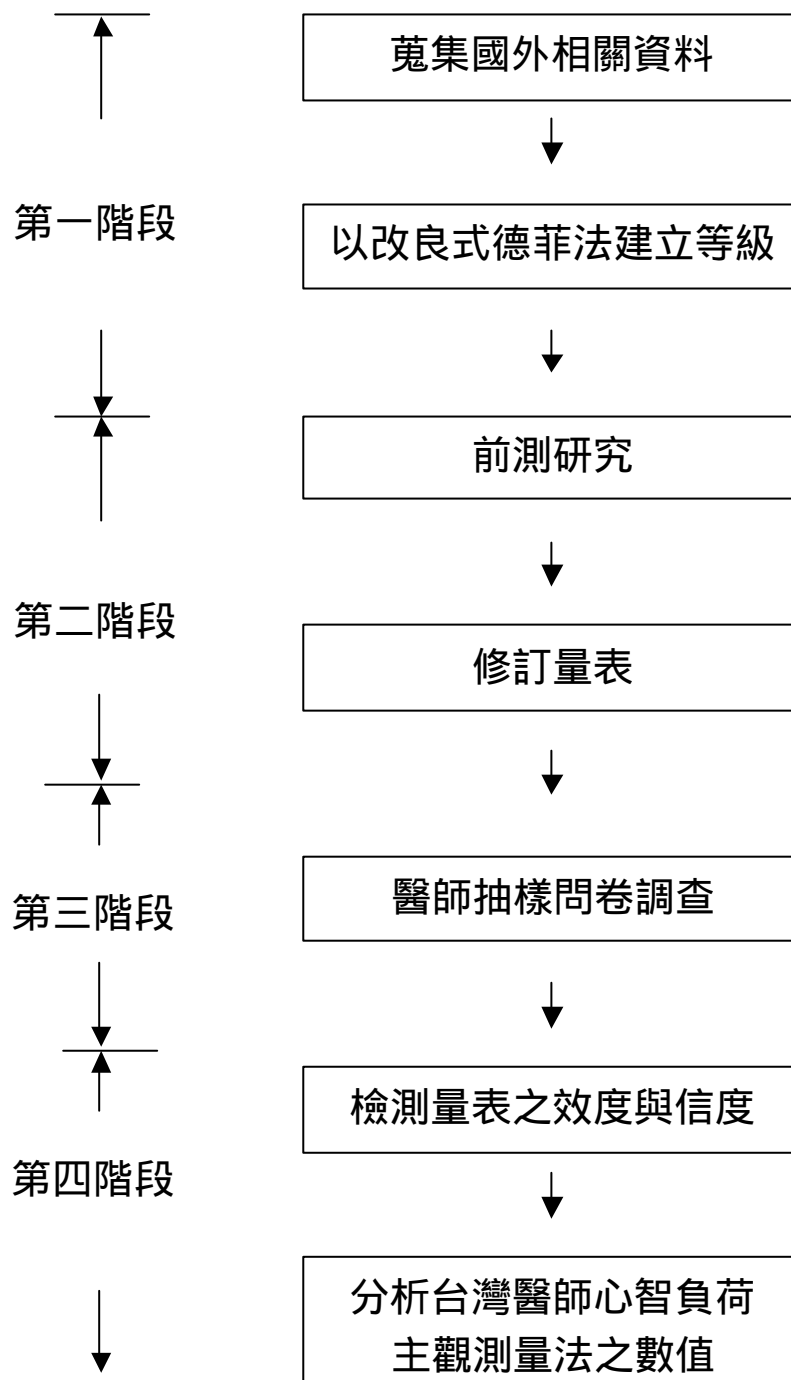 蒐集國外相關資料
第一階段
以改良式德菲法建立等級
前測研究
第二階段
修訂量表
醫師抽樣問卷調查
第三階段
檢測量表之效度與信度
第四階段
分析台灣醫師心智負荷
主觀測量法之數值